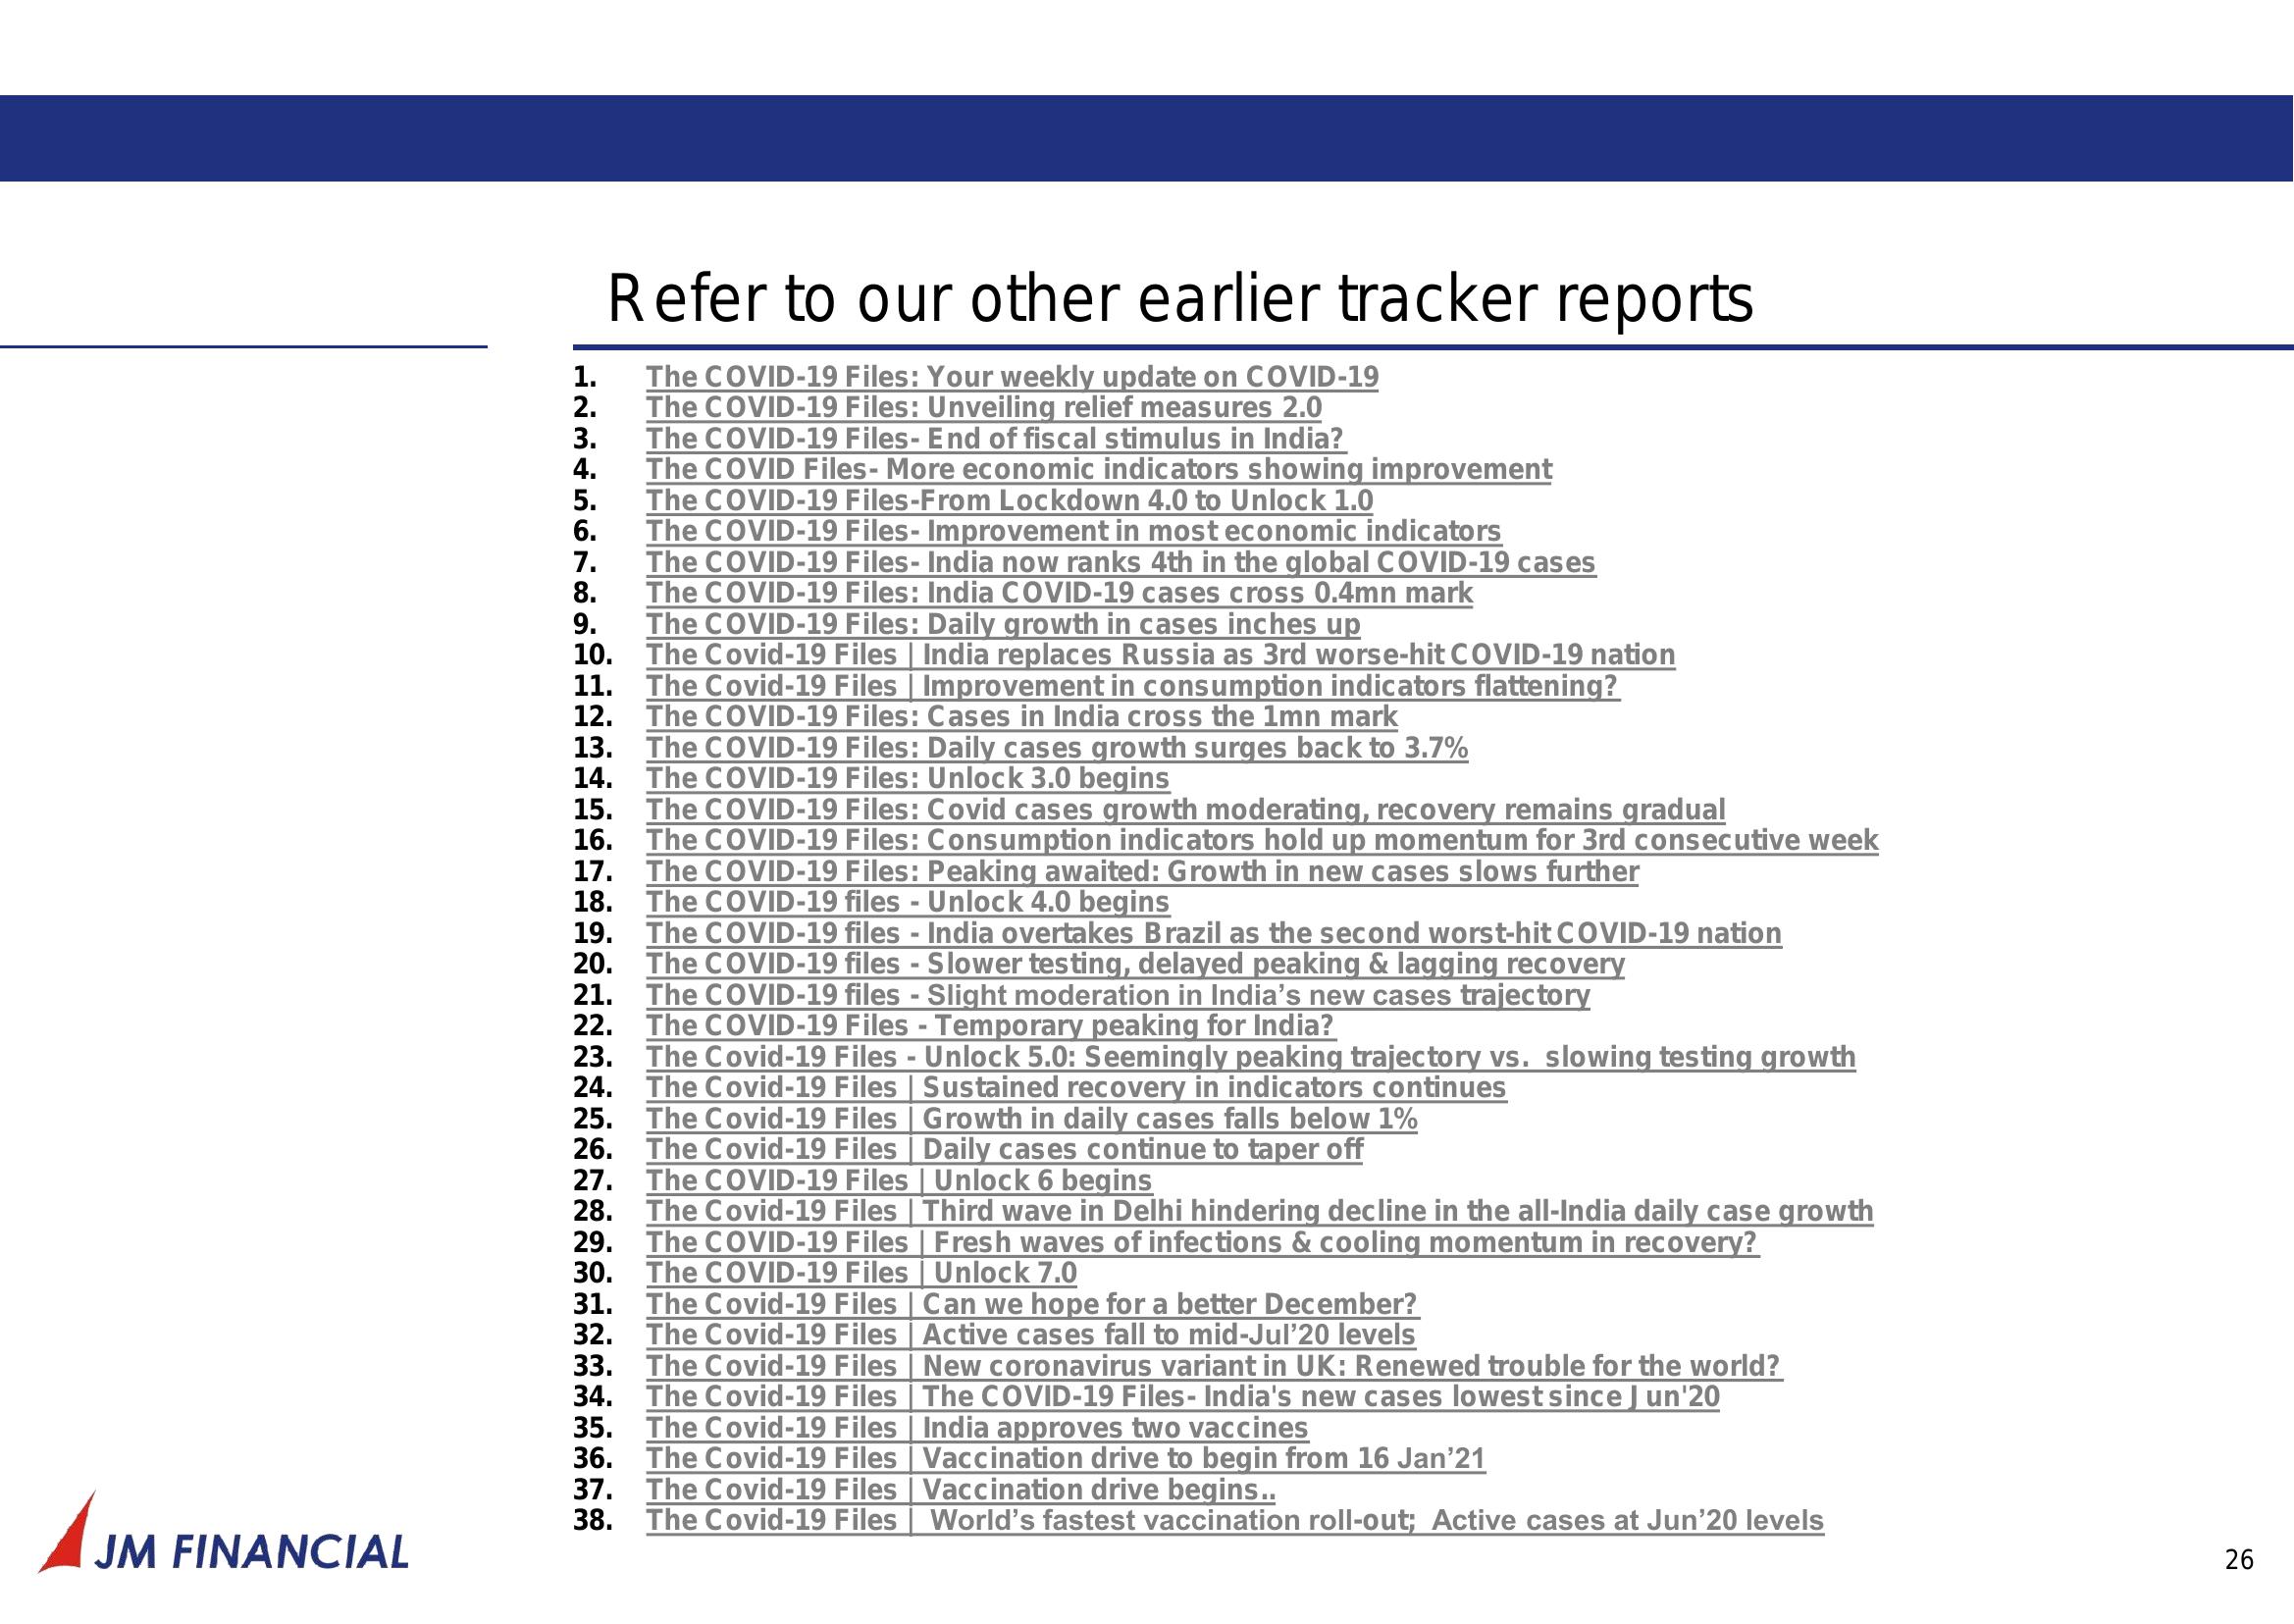 Refer to our other earlier tracker reports
1. The COVID-19 Files: Your weekly update on COVID-19
2. The COVID-19 Files: Unveiling relief measures 2.0
3. The COVID-19 Files- End of fiscal stimulus in India?
4. The COVID Files- More economic indicators showing improvement
5. The COVID-19 Files-From Lockdown 4.0 to Unlock 1.0
6. The COVID-19 Files- Improvement in most economic indicators
7. The COVID-19 Files- India now ranks 4th in the global COVID-19 cases
8. The COVID-19 Files: India COVID-19 cases cross 0.4mn mark
9. The COVID-19 Files: Daily growth in cases inches up
10. The Covid-19 Files | India replaces Russia as 3rd worse-hit COVID-19 nation
11. The Covid-19 Files | Improvement in consumption indicators flattening?
12. The COVID-19 Files: Cases in India cross the 1mn mark
13. The COVID-19 Files: Daily cases growth surges back to 3.7%
14. The COVID-19 Files: Unlock 3.0 begins
15. The COVID-19 Files: Covid cases growth moderating, recovery remains gradual
16. The COVID-19 Files: Consumption indicators hold up momentum for 3rd consecutive week
17. The COVID-19 Files: Peaking awaited: Growth in new cases slows further
18. The COVID-19 files - Unlock 4.0 begins
19. The COVID-19 files - India overtakes Brazil as the second worst-hit COVID-19 nation
20. The COVID-19 files - Slower testing, delayed peaking & lagging recovery
21. The COVID-19 files - Slight moderation in India’s new cases trajectory
22. The COVID-19 Files - Temporary peaking for India?
23. The Covid-19 Files - Unlock 5.0: Seemingly peaking trajectory vs. slowing testing growth
24. The Covid-19 Files | Sustained recovery in indicators continues
25. The Covid-19 Files | Growth in daily cases falls below 1%
26. The Covid-19 Files | Daily cases continue to taper off
27. The COVID-19 Files | Unlock 6 begins
28. The Covid-19 Files | Third wave in Delhi hindering decline in the all-India daily case growth
29. The COVID-19 Files | Fresh waves of infections & cooling momentum in recovery?
30. The COVID-19 Files | Unlock 7.0
31. The Covid-19 Files | Can we hope for a better December?
32. The Covid-19 Files | Active cases fall to mid-Jul’20 levels
33. The Covid-19 Files | New coronavirus variant in UK: Renewed trouble for the world?
34. The Covid-19 Files | The COVID-19 Files- India's new cases lowest since Jun'20
35. The Covid-19 Files | India approves two vaccines
36. The Covid-19 Files | Vaccination drive to begin from 16 Jan’21
37. The Covid-19 Files | Vaccination drive begins..
38. The Covid-19 Files | World’s fastest vaccination roll-out; Active cases at Jun’20 levels
JM FINANCIAL
26